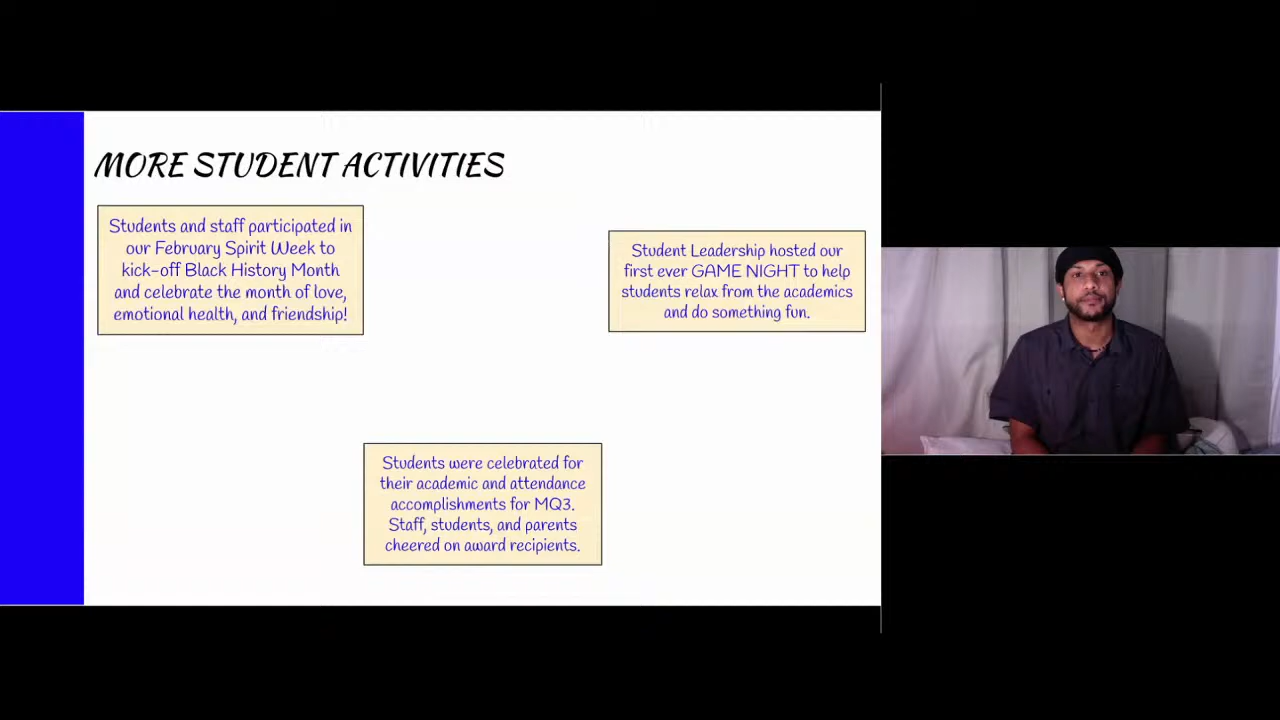 MORE STUDENT ACTIVITIES
Students and staff participated in
our February Spirit Week to
kick-off Black History Month
and celebrate the month of love,
emotional health, and friendship!
Student Leadership hosted our
first ever GAME NIGHT to help
students relax from the academics
and do something fun.
Students were celebrated for
their academic and attendance
accomplishments for MQ3.
Staff, students, and parents
cheered on award recipients.